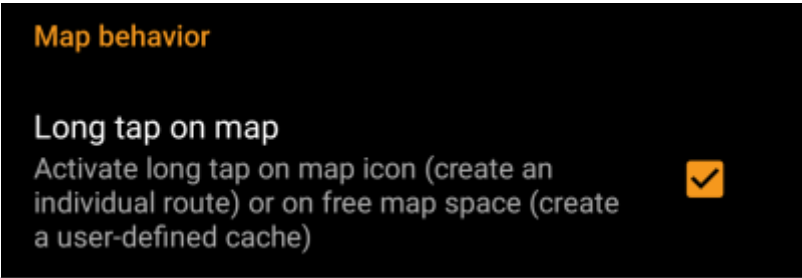 Map behavior
Long tap on map
Activate long tap on map icon (create an
individual route) or on free map space (create
a user-defined cache)